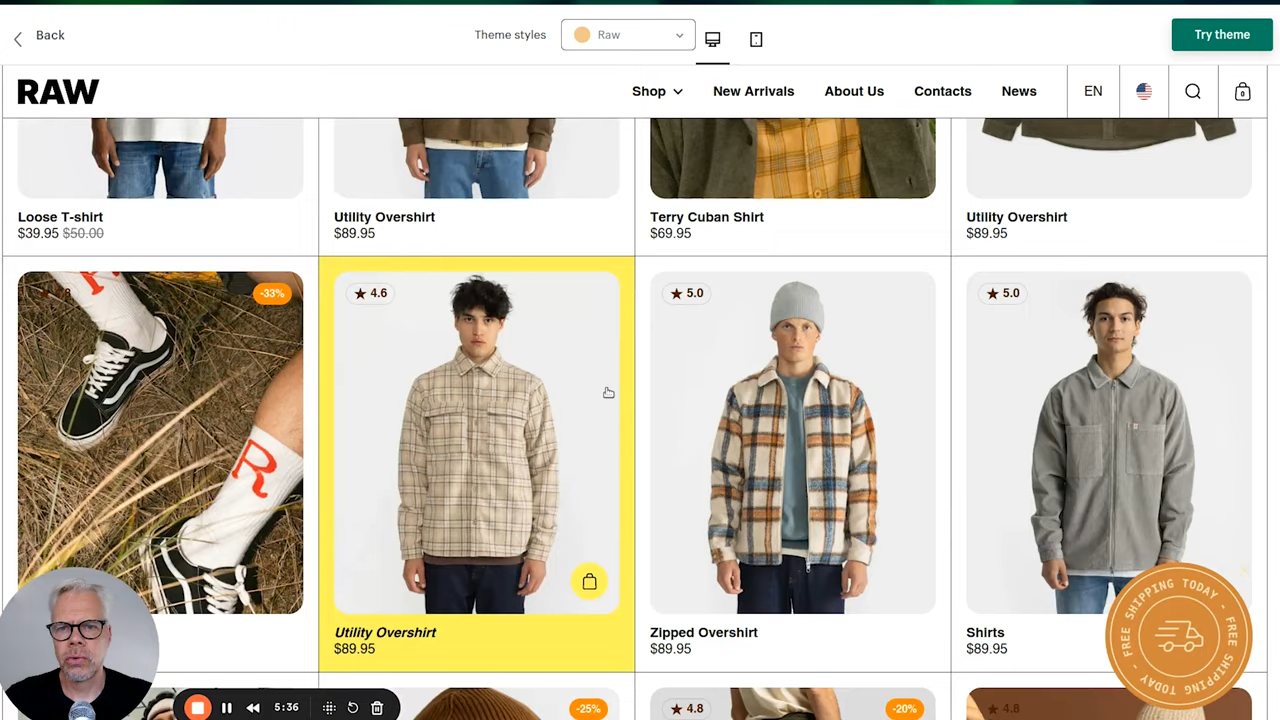 Back
Theme styles
Raw
Try theme
RAW
Shop
New Arrivals
About Us
Contacts
News
EN
0
Loose T-shirt
$39.95 $50.00
Utility Overshirt
$89.95
Terry Cuban Shirt
$69.95
Utility Overshirt
$89.95
-33%
R
R
★ 4.6
Utility Overshirt
$89.95
★ 5.0
Zipped Overshirt
$89.95
★ 5.0
Shirts
$89.95
FREE SHIPPING TODAY - FREE SHIPPING TODAY -
5:36
-25%
★ 4.8
-20%
★ 4.8